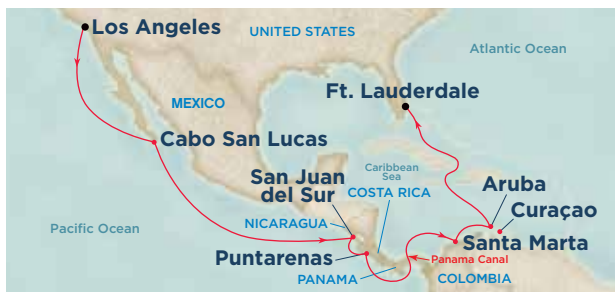 Los Angeles
UNITED STATES
Atlantic Ocean
Ft. Lauderdale
MEXICO
Cabo San Lucas
Caribbean
Sea
San Juan
del Sur
COSTA RICA
Aruba
Curaçao
NICARAGUA
Pacific Ocean
Santa Marta
Puntarenas
Panama Canal
PANAMA
COLOMBIA